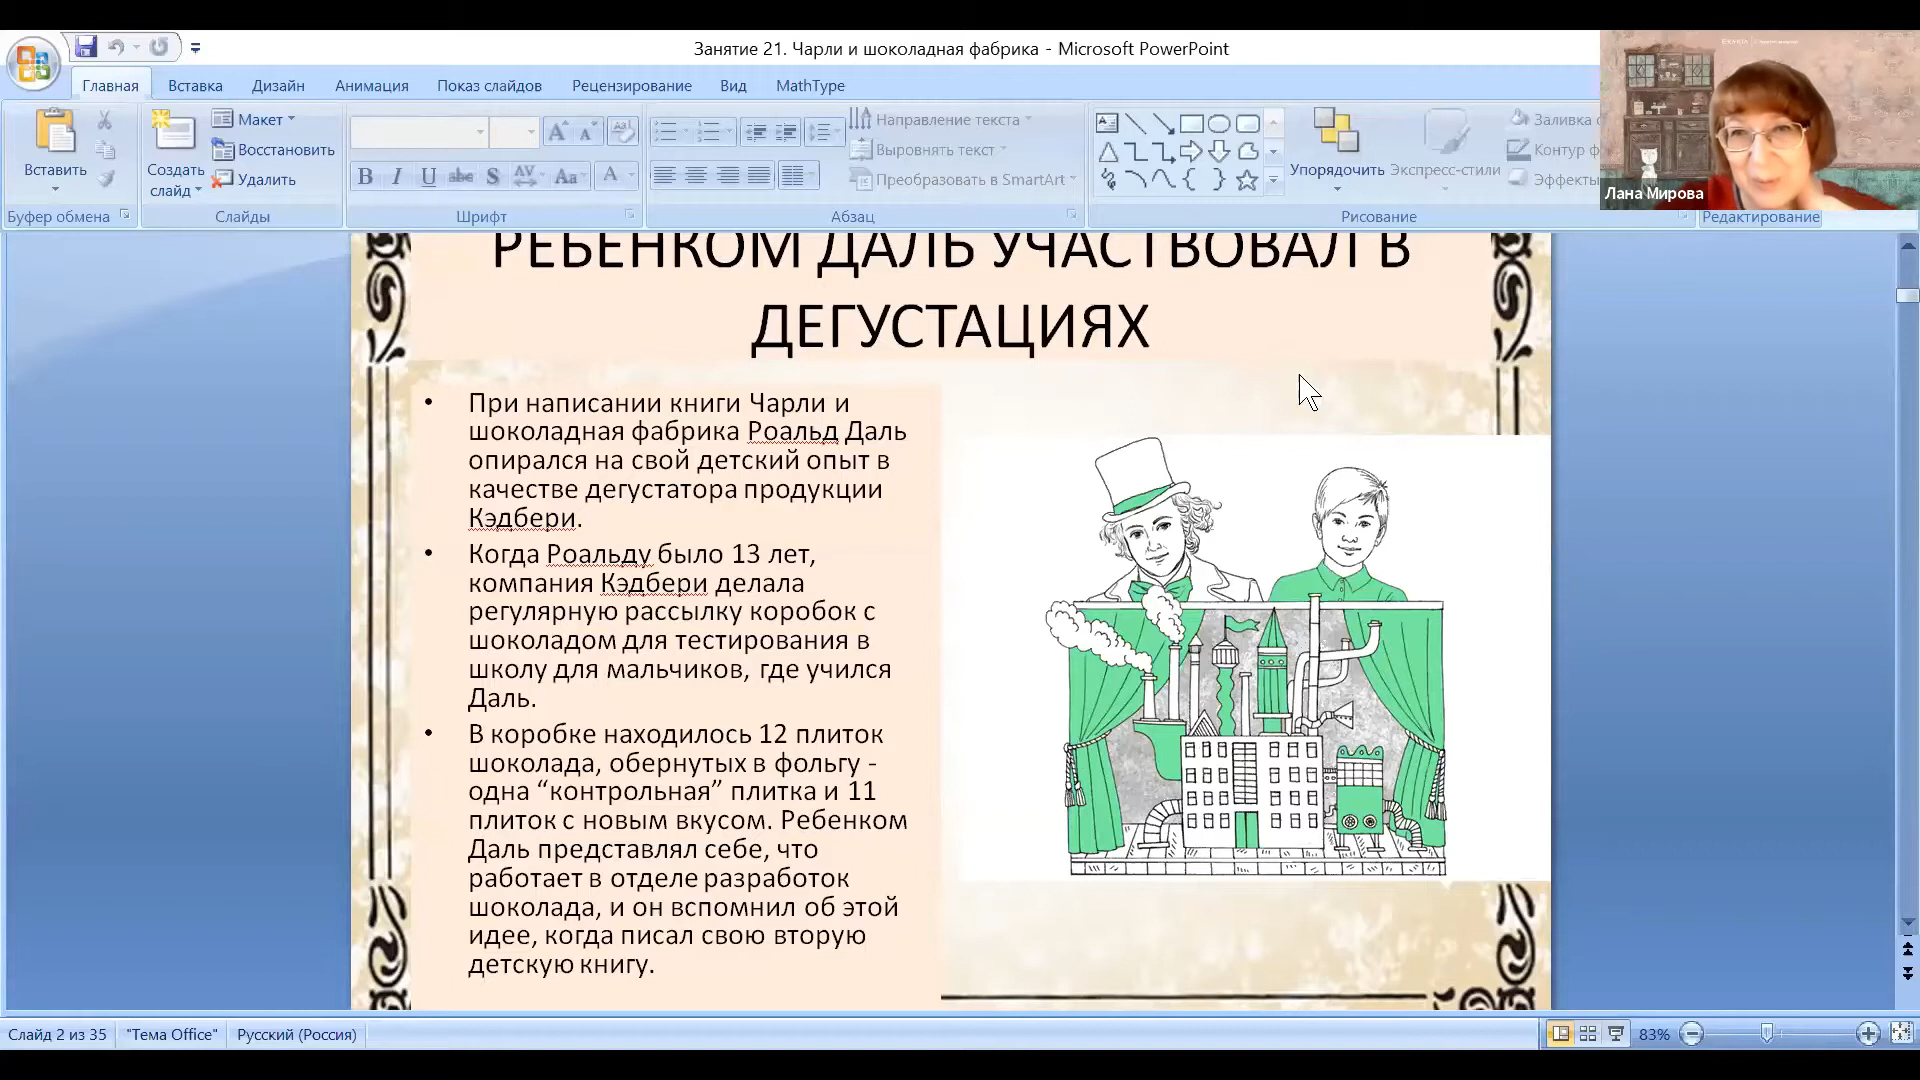 Занятие 21. Чарли и шоколадная фабрика - Microsoft PowerPoint
Главная
Вставка
Дизайн
Анимация
Показ слайдов
Рецензирование
Вид
MathType
Вставить
Буфер обмена
Создать
слайд
Макет
Восстановить
Удалить
Слайды
Шрифт
Направление текста
Выровнять текст
Преобразовать в SmartArt
Абзац
Упорядочить
Экспресс-стили
Заливка
Контур
Эффекты
Рисование
Редактирование
Лана Мирова
РЕБЕНКОМ ДАЛЬ УЧАСТВОВАЛ В
ДЕГУСТАЦИЯХ
• При написании книги Чарли и
шоколадная фабрика Роальд Даль
опирался на свой детский опыт в
качестве дегустатора продукции
Кэдбери.
• Когда Роальду было 13 лет,
компания Кэдбери делала
регулярную рассылку коробок с
шоколадом для тестирования в
школу для мальчиков, где учился
Даль.
• В коробке находилось 12 плиток
шоколада, обернутых в фольгу -
одна “контрольная” плитка и 11
плиток с новым вкусом. Ребенком
Даль представлял себе, что
работает в отделе разработок
шоколада, и он вспомнил об этой
идее, когда писал свою вторую
детскую книгу.
Слайд 2 из 35
"Тема Office"
Русский (Россия)
83%